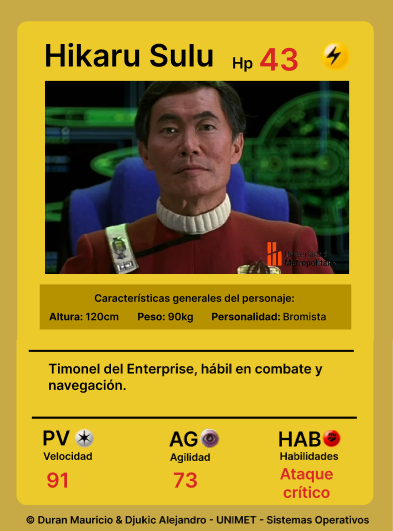 Hikaru Sulu Hp 43
Metropolitana
Características generales del personaje:
Altura: 120cm Peso: 90kg Personalidad: Bromista
Timonel del Enterprise, hábil en combate y
navegación.
PV AG HAB
Velocidad Agilidad Habilidades
91 73 Ataque
crítico
© Duran Mauricio & Djukic Alejandro - UNIMET - Sistemas Operativos